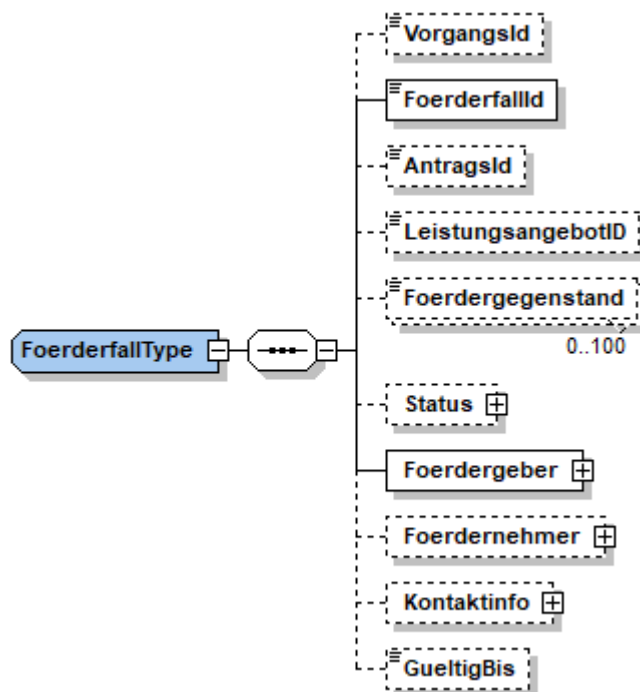 VorgangsId
FoerderfallId
AntragsId
LeistungsangebotID
Foerdergegenstand
0..100
FoerderfallType
Status
Foerdergeber
Foerdernehmer
Kontaktinfo
GueltigBis